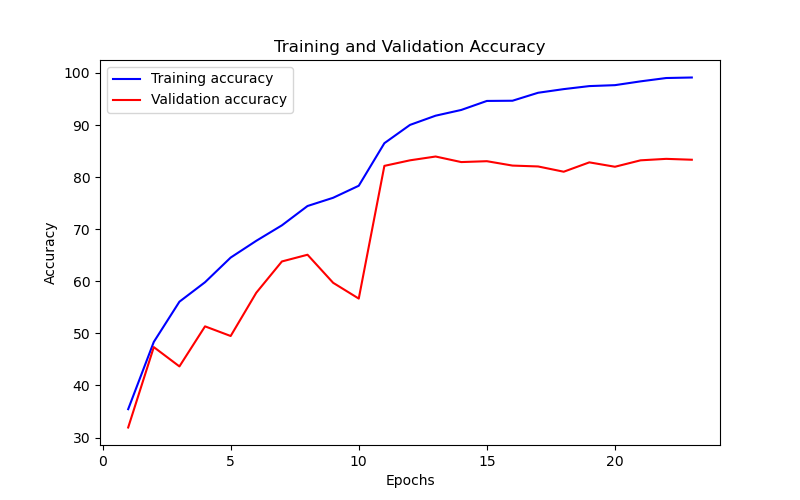 Training and Validation Accuracy
Training accuracy
Validation accuracy
100
90
80
70
60
50
40
30
Accuracy
0 5 10 15 20
Epochs